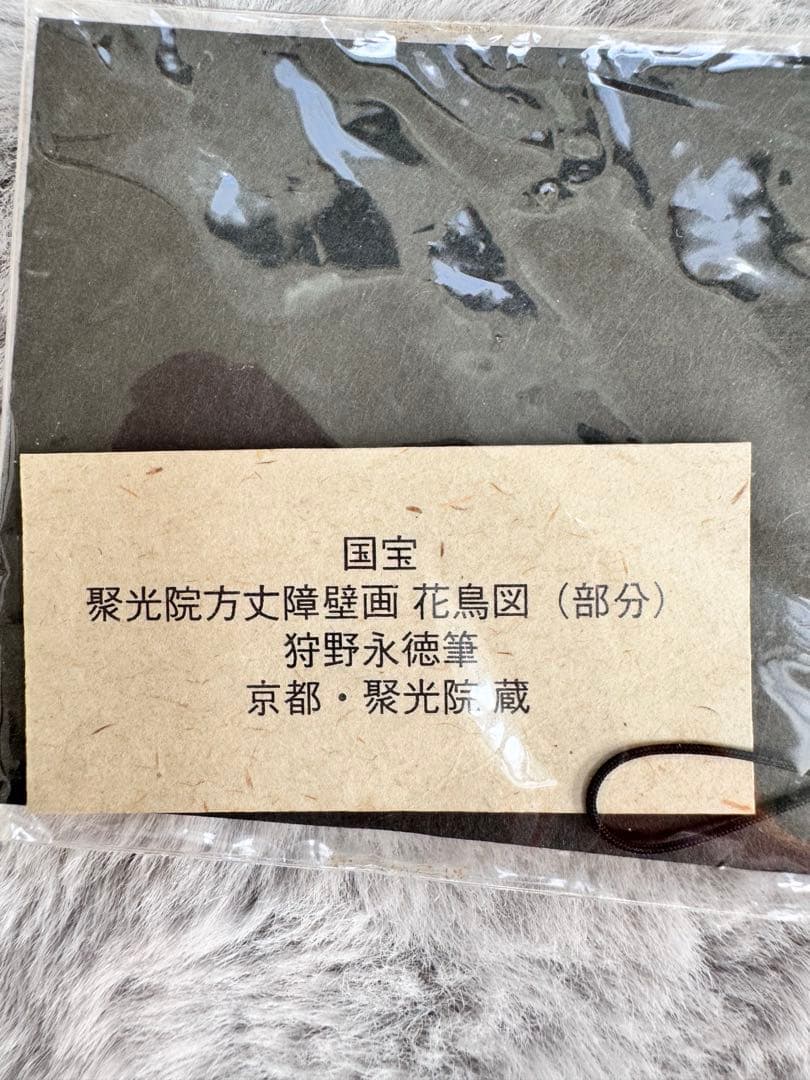 国宝
聚光院方丈障壁画 花鳥図（部分）
狩野永徳筆
京都・聚光院 蔵